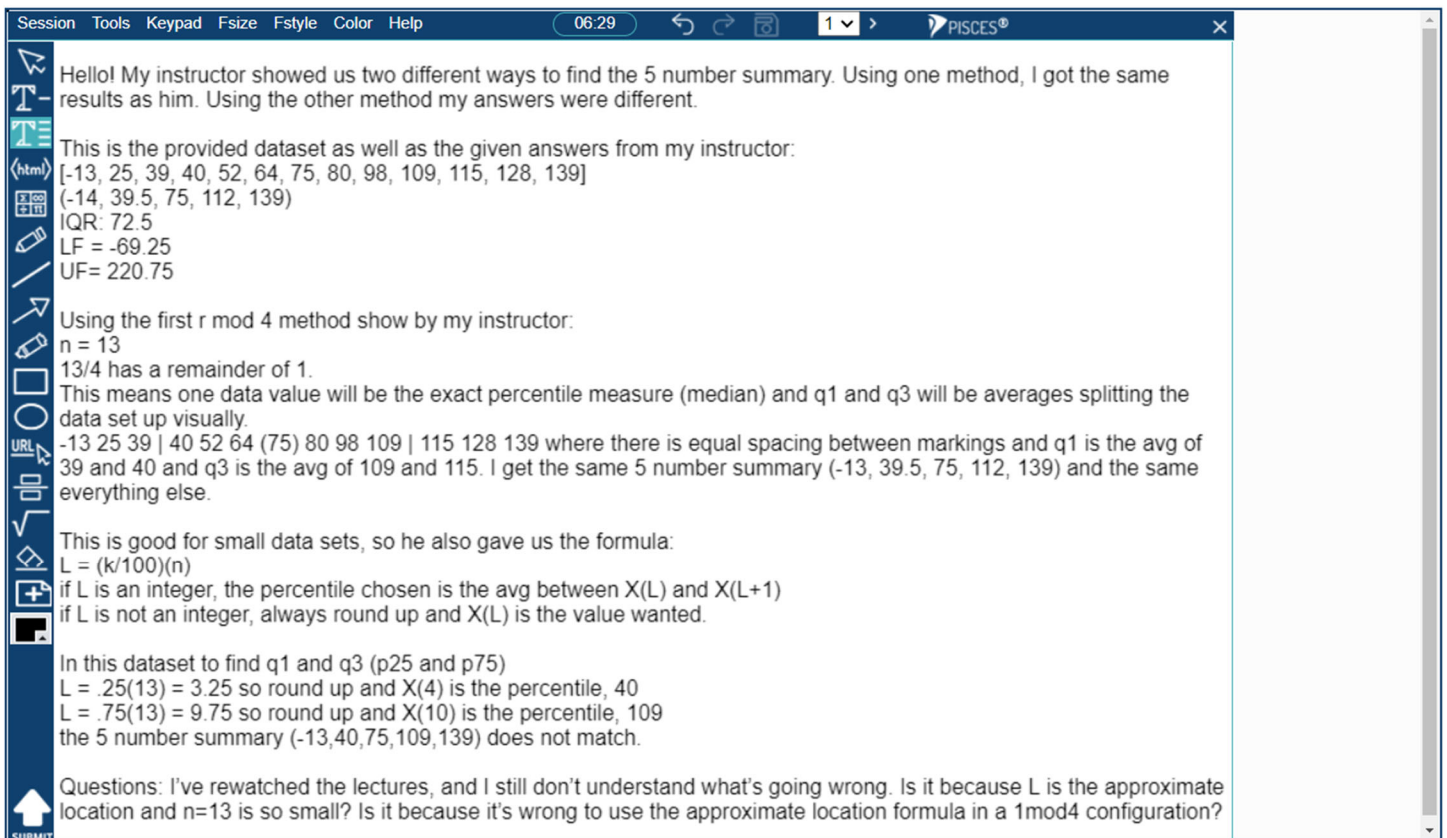 Session Tools Keypad Fsize Fstyle Color Help 06:29 1 > PISCES® ×
Hello! My instructor showed us two different ways to find the 5 number summary. Using one method, I got the same
results as him. Using the other method my answers were different.
This is the provided dataset as well as the given answers from my instructor:
[-13, 25, 39, 40, 52, 64, 75, 80, 98, 109, 115, 128, 139]
(-14, 39.5, 75, 112, 139)
IQR: 72.5
LF = -69.25
UF= 220.75
Using the first r mod 4 method show by my instructor:
n = 13
13/4 has a remainder of 1.
This means one data value will be the exact percentile measure (median) and q1 and q3 will be averages splitting the
data set up visually.
-13 25 39 | 40 52 64 (75) 80 98 109 | 115 128 139 where there is equal spacing between markings and q1 is the avg of
39 and 40 and q3 is the avg of 109 and 115. I get the same 5 number summary (-13, 39.5, 75, 112, 139) and the same
everything else.
This is good for small data sets, so he also gave us the formula:
L = (k/100)(n)
if L is an integer, the percentile chosen is the avg between X(L) and X(L+1)
if L is not an integer, always round up and X(L) is the value wanted.
In this dataset to find q1 and q3 (p25 and p75)
L = .25(13) = 3.25 so round up and X(4) is the percentile, 40
L = .75(13) = 9.75 so round up and X(10) is the percentile, 109
the 5 number summary (-13,40,75,109,139) does not match.
Questions: I've rewatched the lectures, and I still don't understand what's going wrong. Is it because L is the approximate
location and n=13 is so small? Is it because it's wrong to use the approximate location formula in a 1mod4 configuration?
T
T
⟨html⟩
Σ ∞
÷ π
URL
SUBMIT